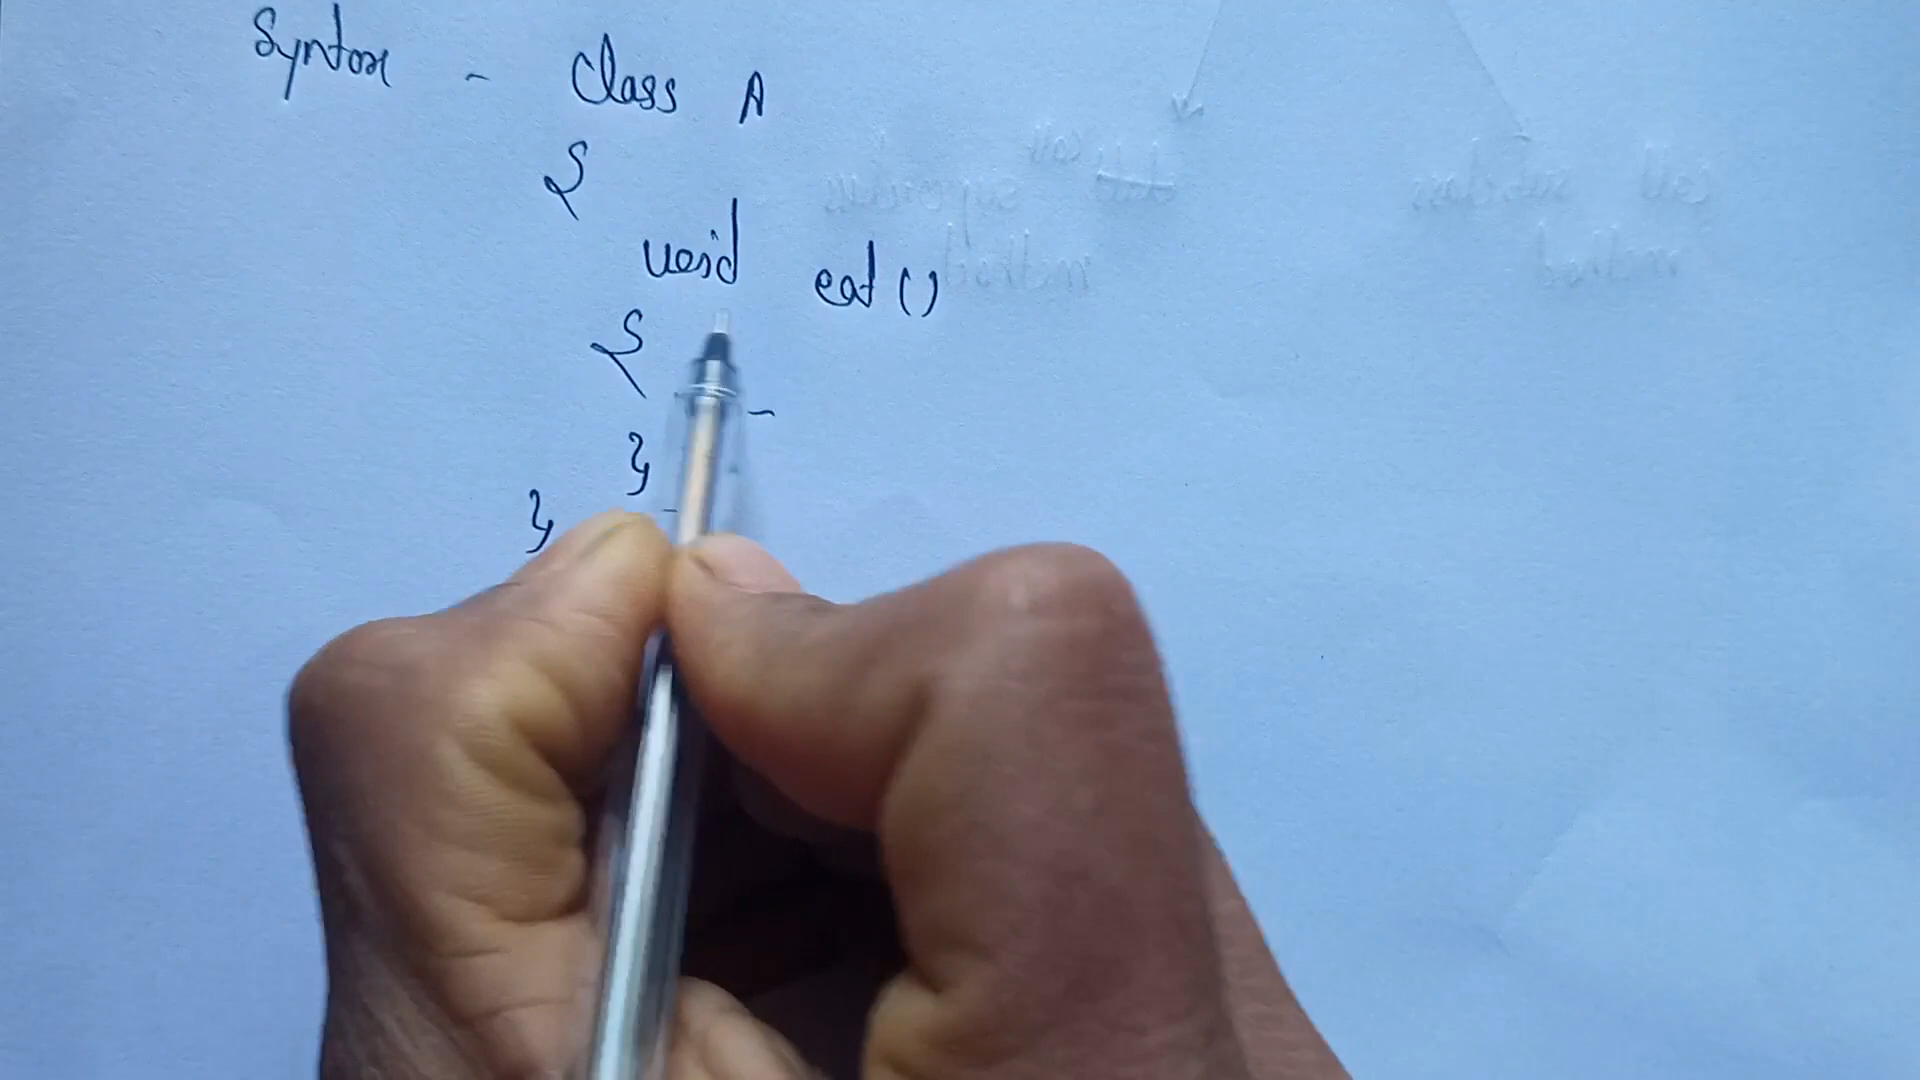 Syntax - Class A
{
void eat ()
{
-
}
}